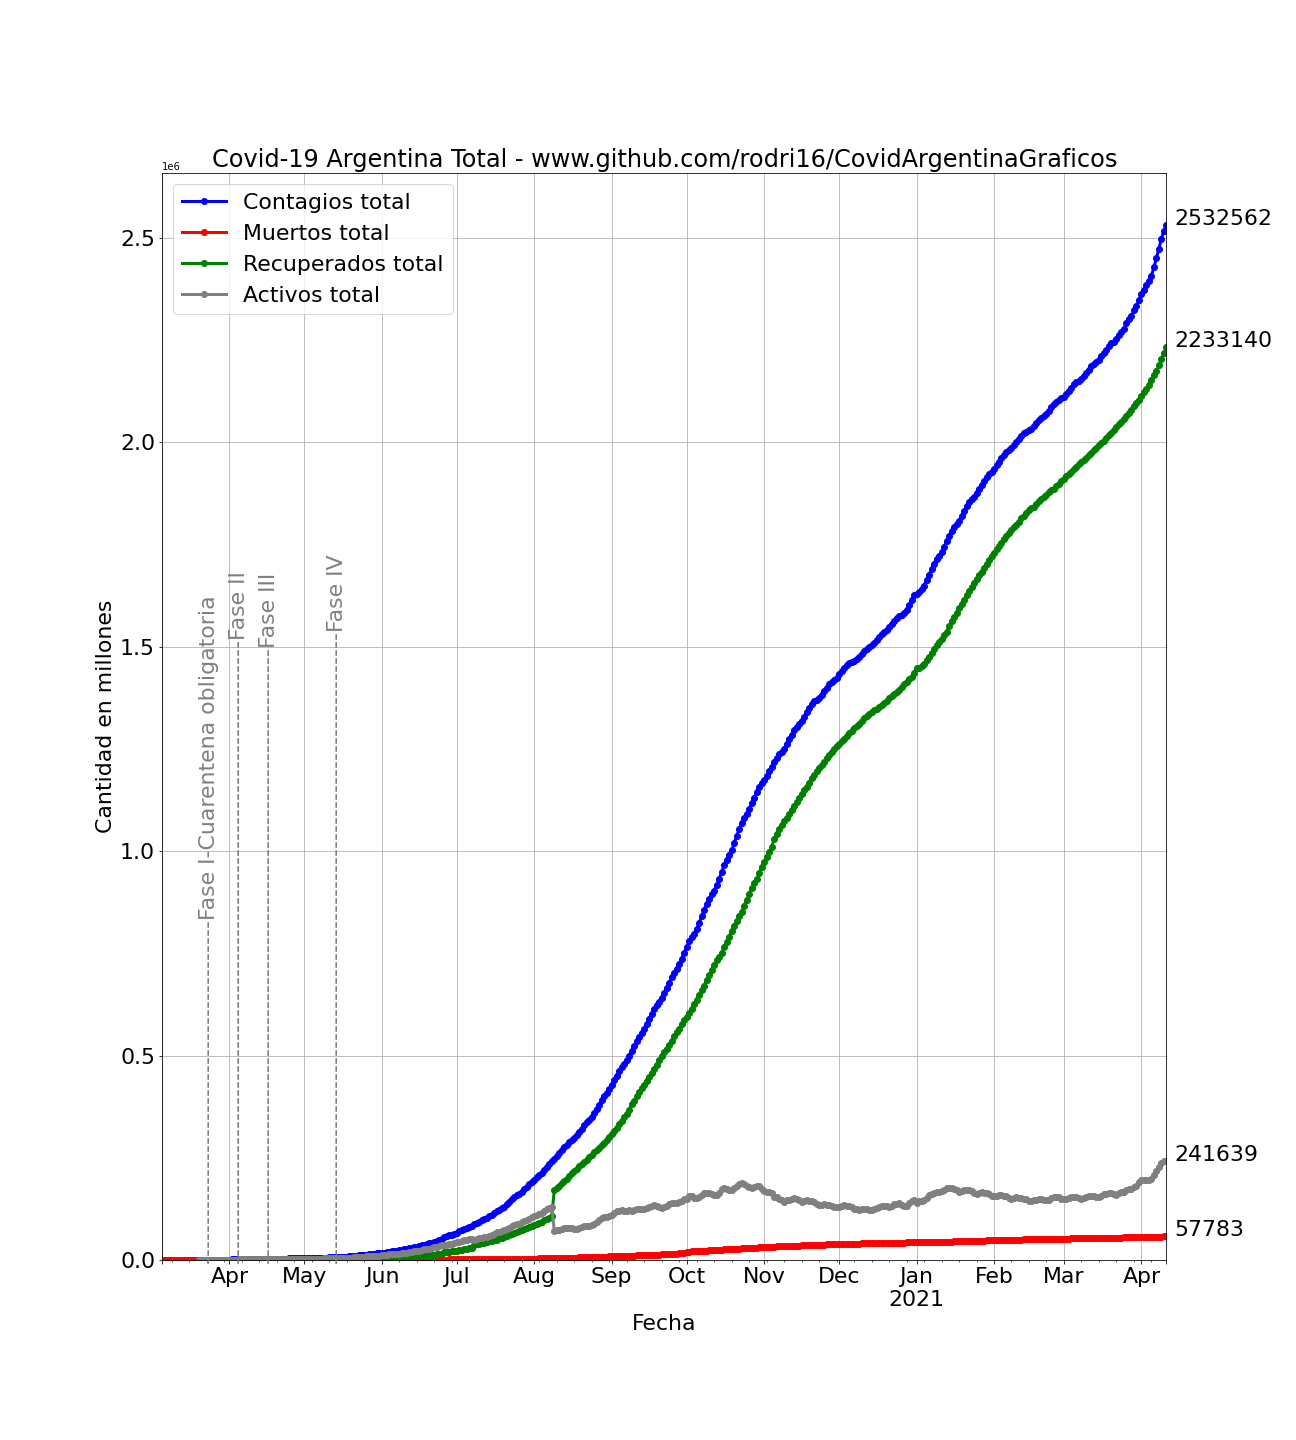 Covid-19 Argentina Total - www.github.com/rodri16/CovidArgentinaGraficos
1e6
Contagios total
Muertos total
Recuperados total
Activos total
2532562
2233140
241639
57783
2.5
2.0
1.5
1.0
0.5
0.0
Cantidad en millones
Fase I-Cuarentena obligatoria
Fase II
Fase III
Fase IV
Apr May Jun Jul Aug Sep Oct Nov Dec Jan Feb Mar Apr
2021
Fecha